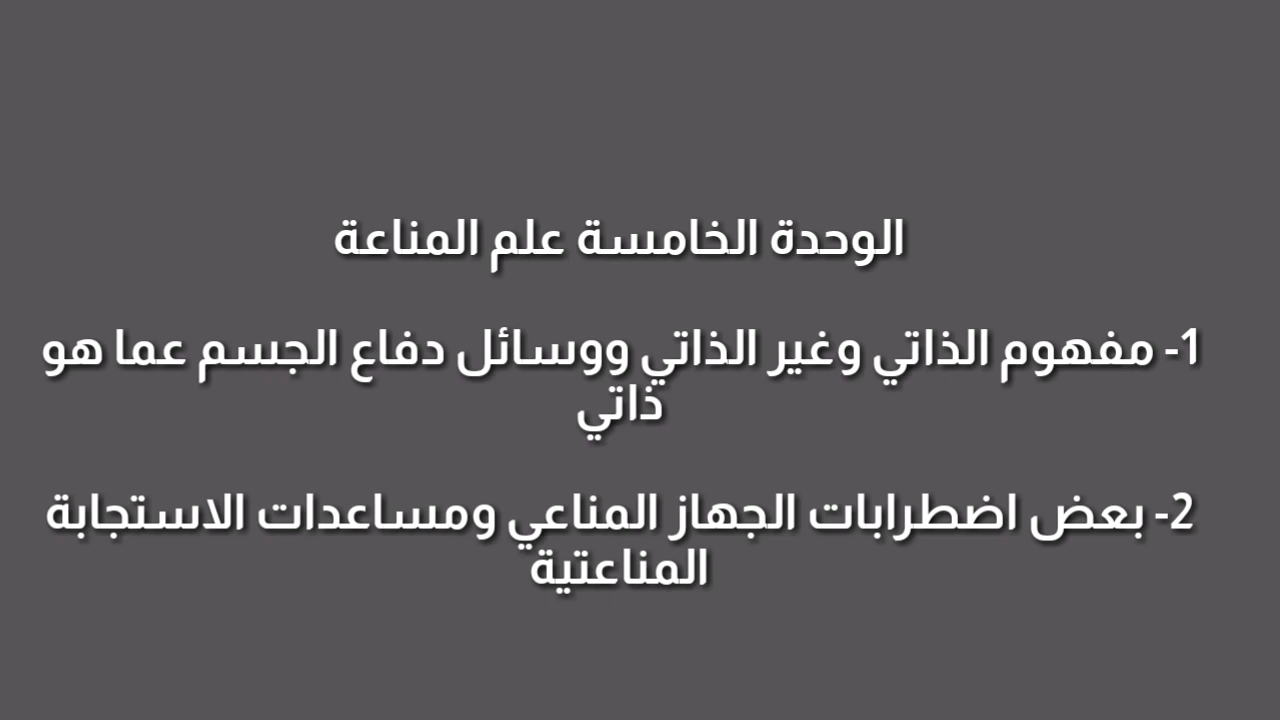 الوحدة الخامسة علم المناعة
1- مفهوم الذاتي وغير الذاتي ووسائل دفاع الجسم عما هو
ذاتي
2- بعض اضطرابات الجهاز المناعي ومساعدات الاستجابة
المناعتية